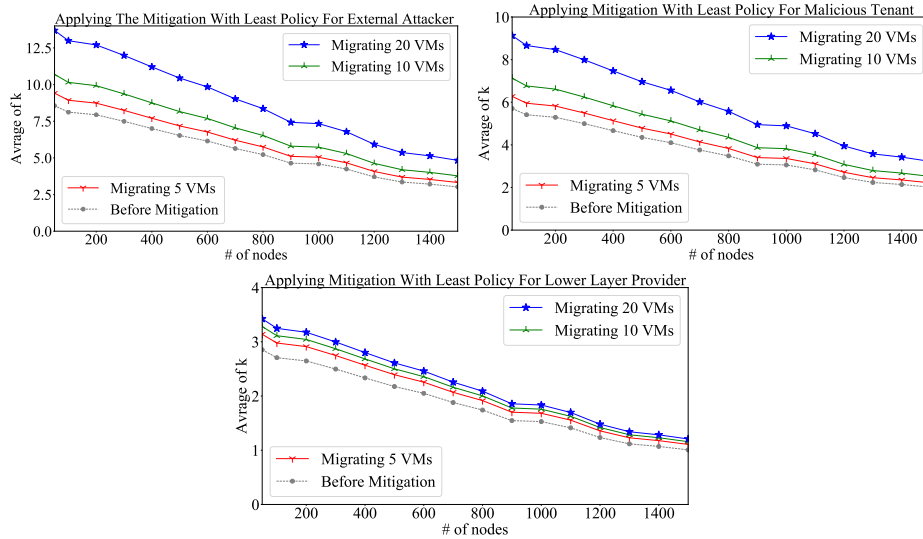 Applying The Mitigation With Least Policy For External Attacker
Avrage of k
12.5
10.0
7.5
5.0
2.5
0.0
Migrating 20 VMs
Migrating 10 VMs
Migrating 5 VMs
Before Mitigation
200 400 600 800 1000 1200 1400
# of nodes
Applying Mitigation With Least Policy For Malicious Tenant
Avrage of k
10
8
6
4
2
0
Migrating 20 VMs
Migrating 10 VMs
Migrating 5 VMs
Before Mitigation
200 400 600 800 1000 1200 1400
# of nodes
Applying Mitigation With Least Policy For Lower Layer Provider
Avrage of k
4
3
2
1
0
Migrating 20 VMs
Migrating 10 VMs
Migrating 5 VMs
Before Mitigation
200 400 600 800 1000 1200 1400
# of nodes